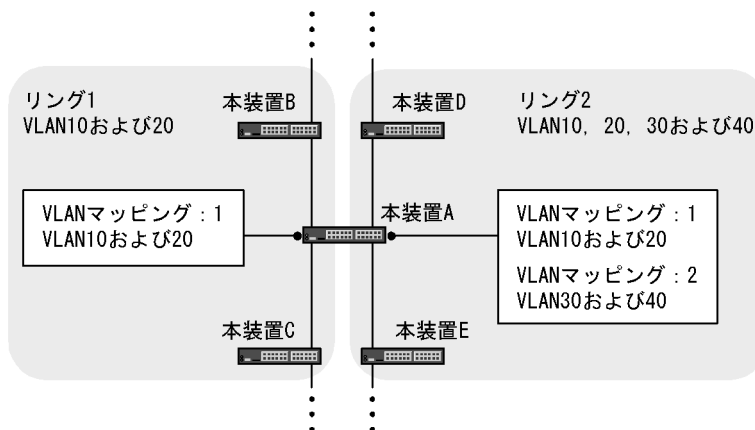 リング1
VLAN10および20
本装置B
本装置D
リング2
VLAN10, 20, 30および40
VLANマッピング：1
VLAN10および20
本装置A
VLANマッピング：1
VLAN10および20
VLANマッピング：2
VLAN30および40
本装置C
本装置E